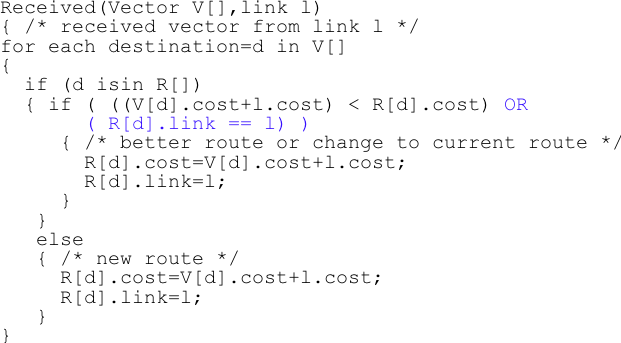 Received(Vector V[],link l)
{ /* received vector from link l */
for each destination=d in V[]
{
  if (d isin R[])
  { if ( ((V[d].cost+l.cost) < R[d].cost) OR
       ( R[d].link == l) )
     { /* better route or change to current route */
       R[d].cost=V[d].cost+l.cost;
       R[d].link=l;
     }
   }
   else
   { /* new route */
     R[d].cost=V[d].cost+l.cost;
     R[d].link=l;
   }
}